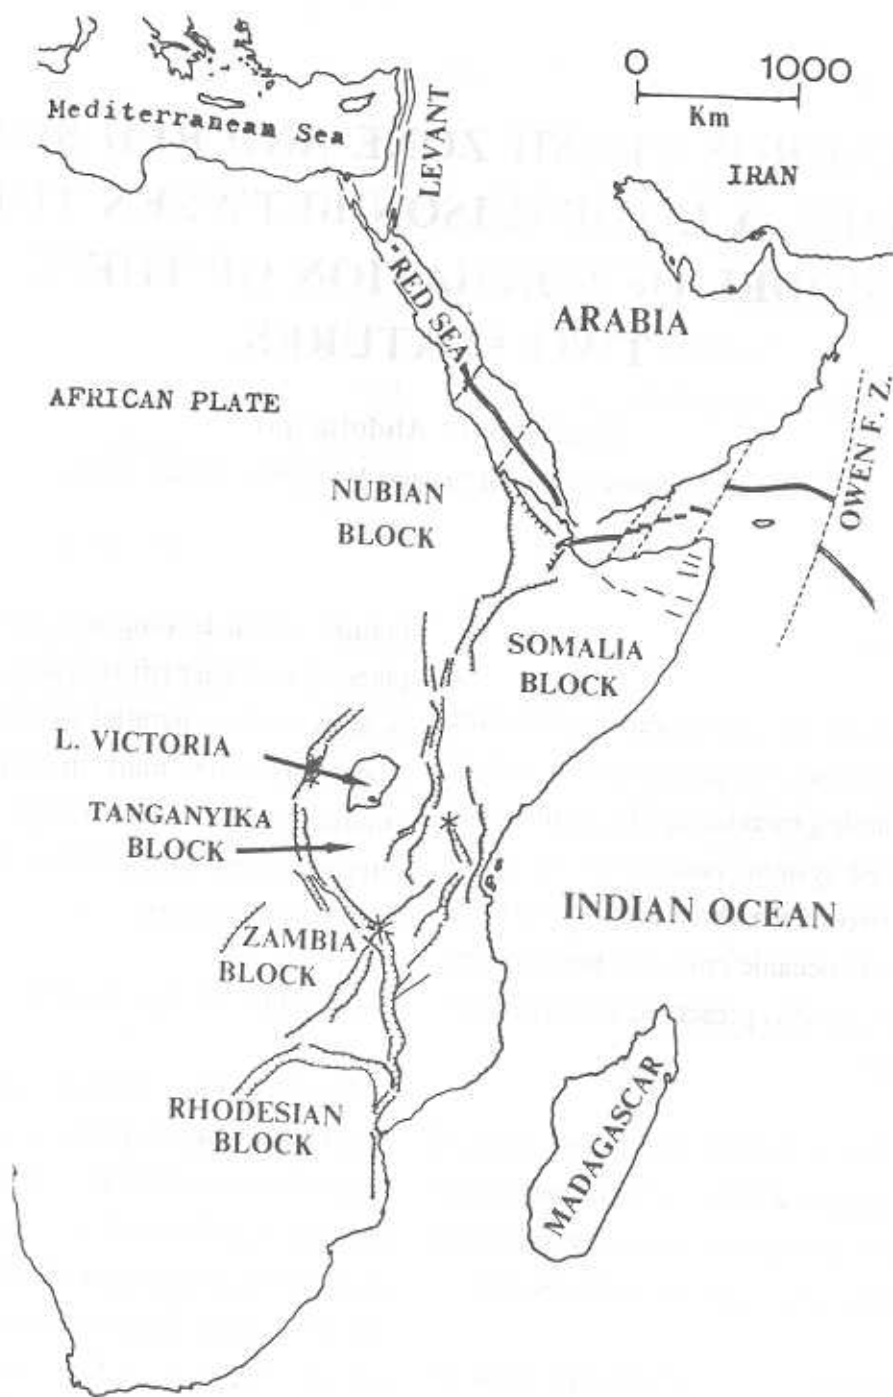 0 1000
Km
Mediterranean Sea
LEVANT
IRAN
RED SEA
ARABIA
AFRICAN PLATE
OWEN F. Z.
NUBIAN
BLOCK
SOMALIA
BLOCK
L. VICTORIA
TANGANYIKA
BLOCK
INDIAN OCEAN
ZAMBIA
BLOCK
RHODESIAN
BLOCK
MADAGASCAR